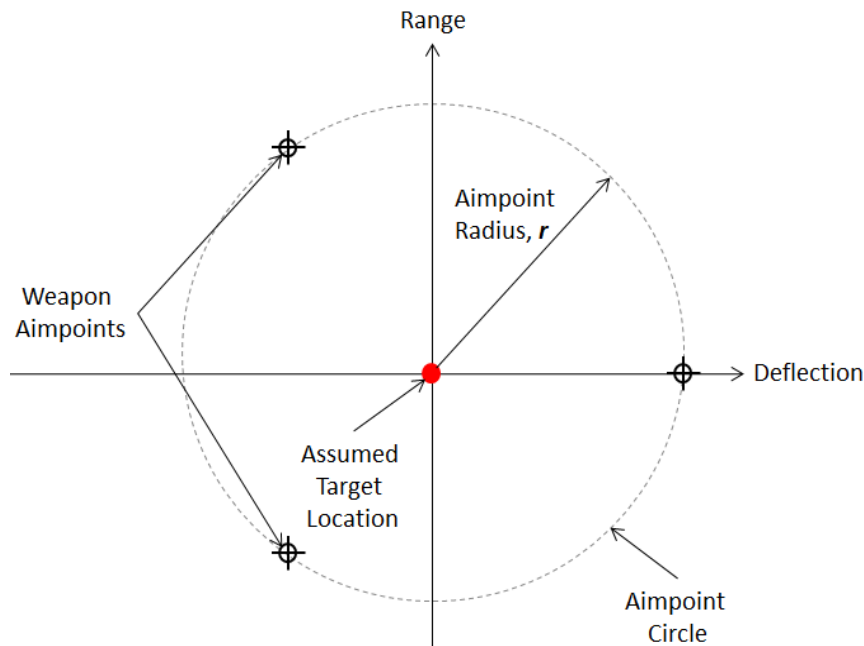 Range
Aimpoint
Radius, r
Weapon
Aimpoints
Deflection
Assumed
Target
Location
Aimpoint
Circle